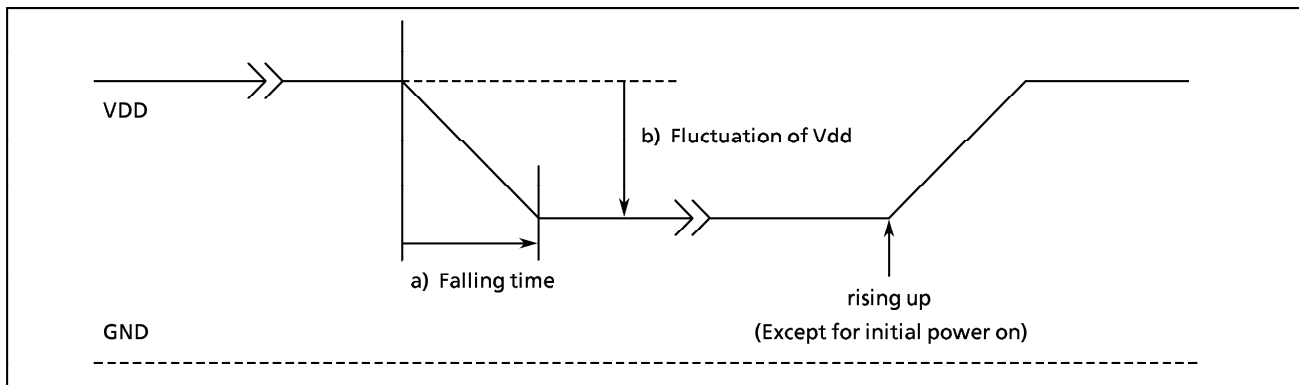 VDD
b) Fluctuation of Vdd
a) Falling time
rising up
(Except for initial power on)
GND